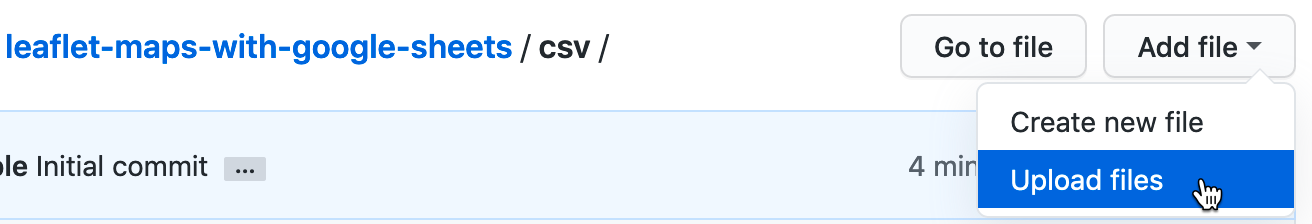 leaflet-maps-with-google-sheets / csv /
Go to file
Add file
Create new file
Initial commit ...
4
Upload files